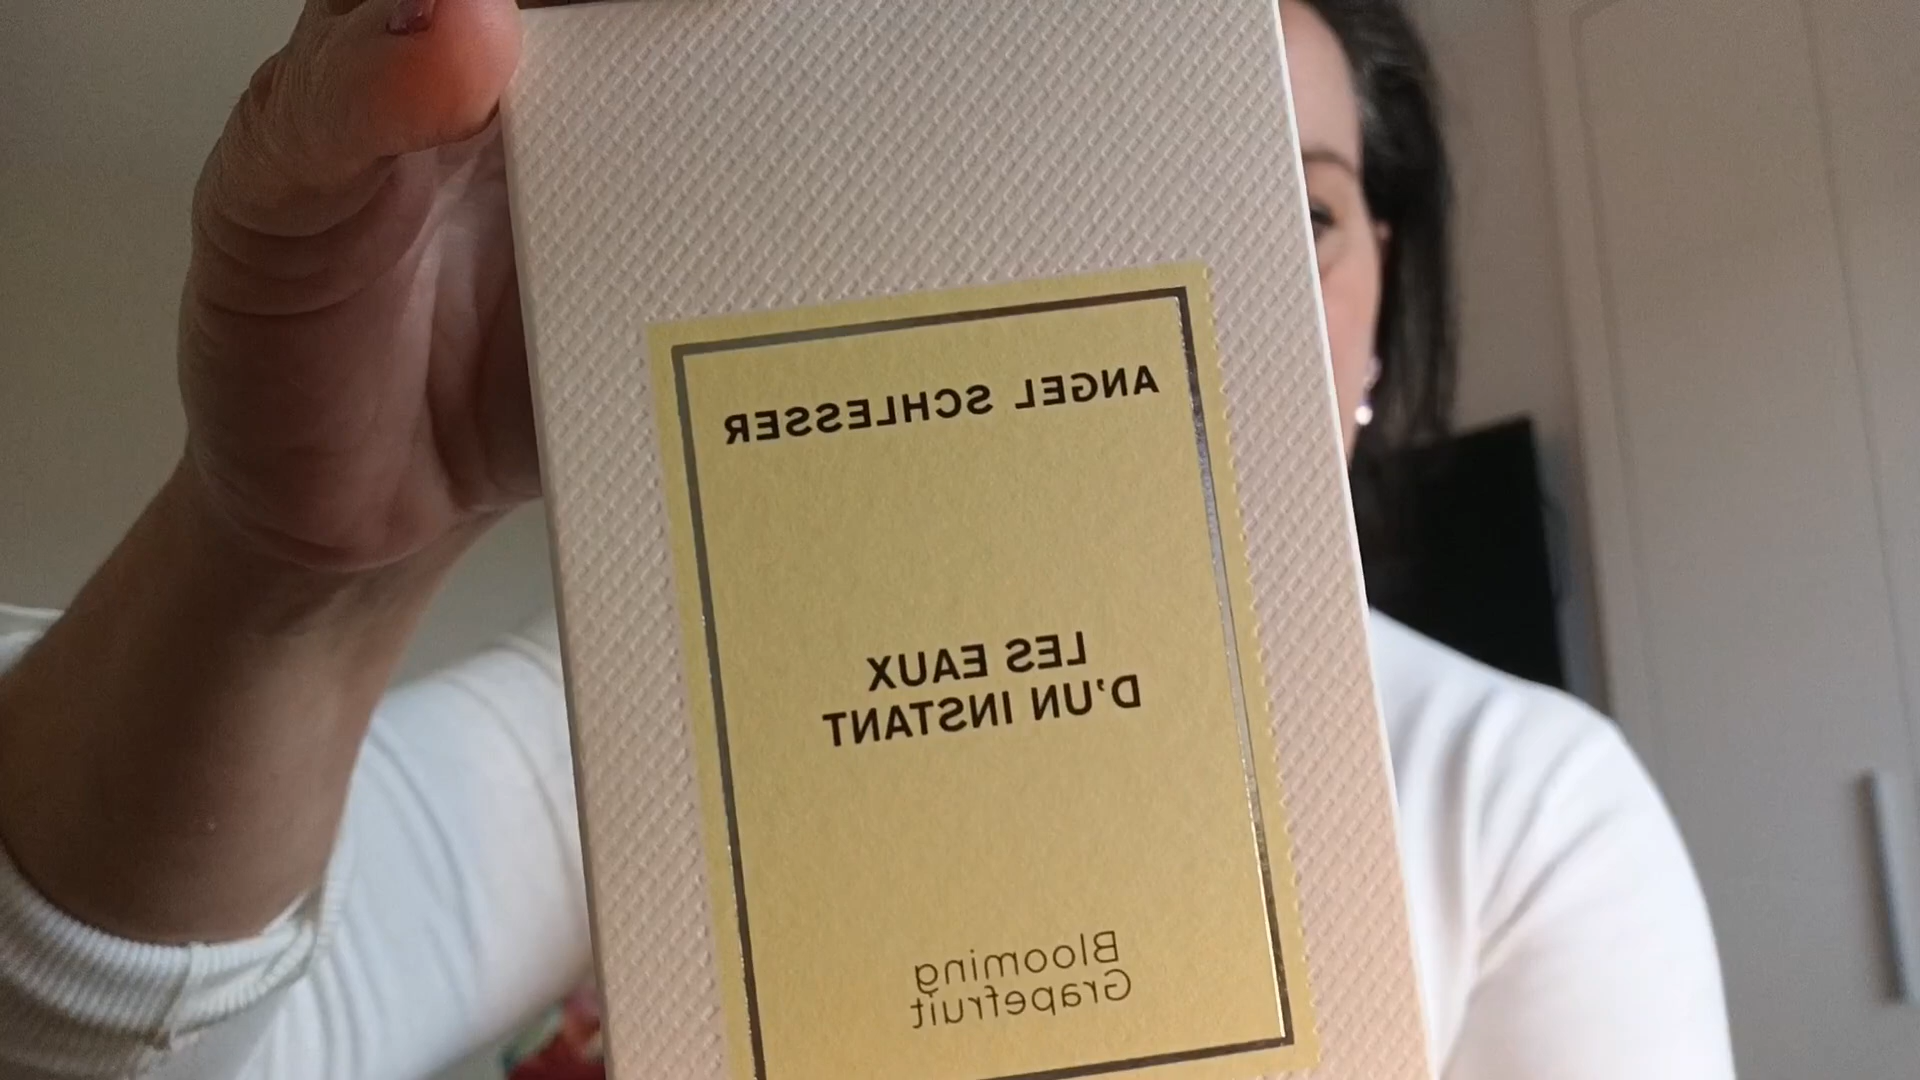 ANGEL SCHLESSER
LES EAUX
D'UN INSTANT
Blooming
Grapefruit